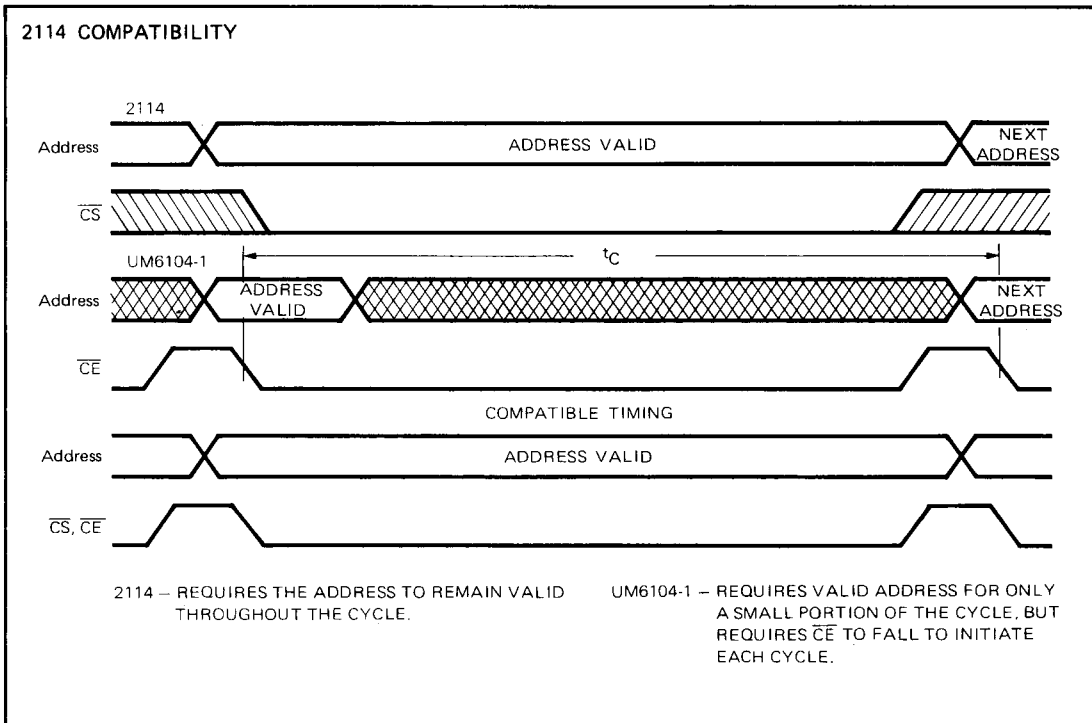 2114 COMPATIBILITY
2114
Address
ADDRESS VALID
NEXT
ADDRESS
CS
UM6104-1
tC
Address
ADDRESS
VALID
NEXT
ADDRESS
CE
COMPATIBLE TIMING
Address
ADDRESS VALID
CS, CE
2114 – REQUIRES THE ADDRESS TO REMAIN VALID
THROUGHOUT THE CYCLE.
UM6104-1 – REQUIRES VALID ADDRESS FOR ONLY
A SMALL PORTION OF THE CYCLE, BUT
REQUIRES CE TO FALL TO INITIATE
EACH CYCLE.